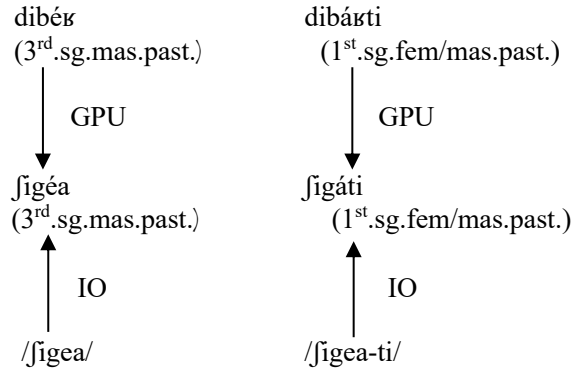 dibéʁ dibáʁti
(3rd.sg.mas.past.) (1st.sg.fem/mas.past.)
GPU GPU
ʃigéa ʃigáti
(3rd.sg.mas.past.) (1st.sg.fem/mas.past.)
IO IO
/ʃigea/ /ʃigea-ti/